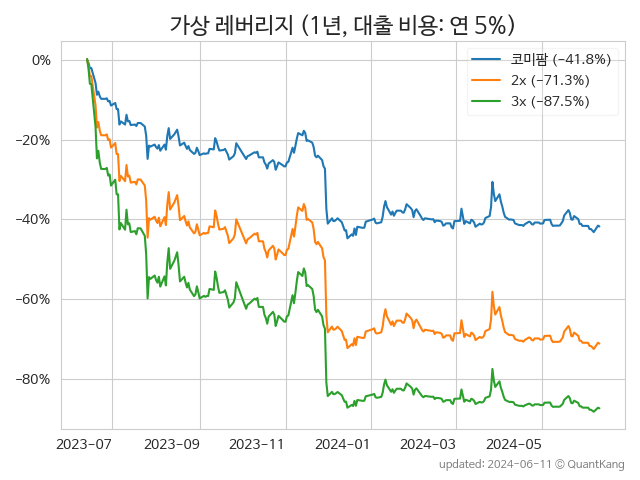 가상 레버리지 (1년, 대출 비용: 연 5%)
코미팜 (−41.8%)
2x (−71.3%)
3x (−87.5%)
0%
−20%
−40%
−60%
−80%
2023-07 2023-09 2023-11 2024-01 2024-03 2024-05
updated: 2024-06-11 © QuantKang